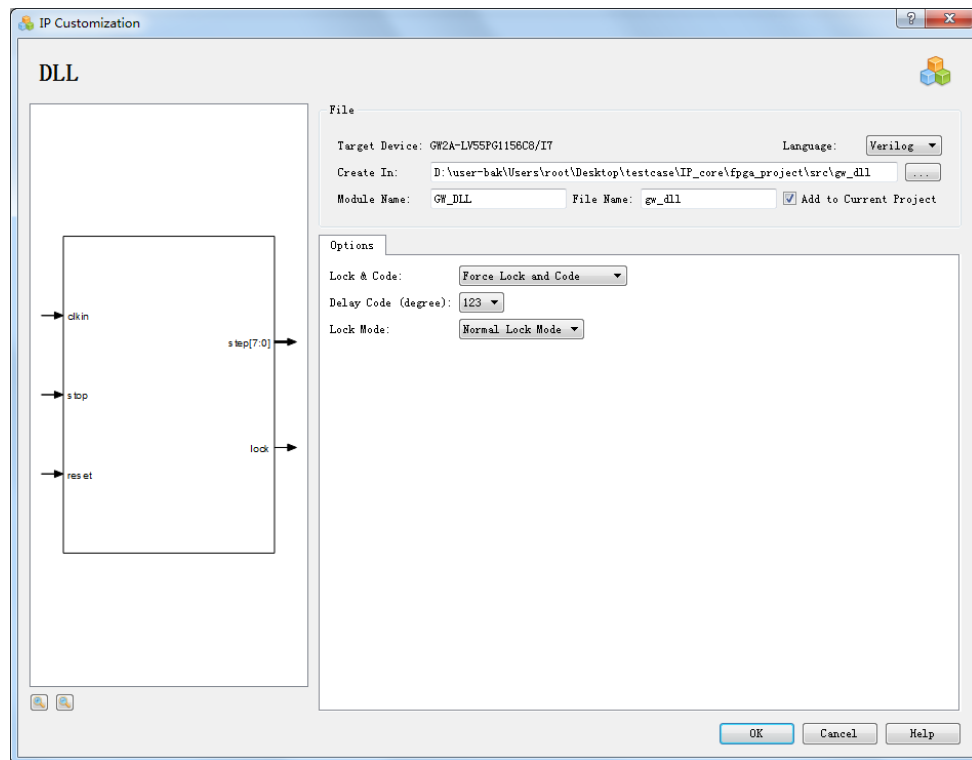 IP Customization
DLL
File
Target Device: GW2A-LV55PG1156C8/I7 Language: Verilog
Create In: D:\user-bak\Users\root\Desktop\testcase\IP_core\fpga_project\src\gw_dll ...
Module Name: GW_DLL File Name: gw_dll Add to Current Project
Options
Lock & Code: Force Lock and Code
Delay Code (degree): 123
Lock Mode: Normal Lock Mode
clkin
step[7:0]
stop
lock
reset
OK Cancel Help